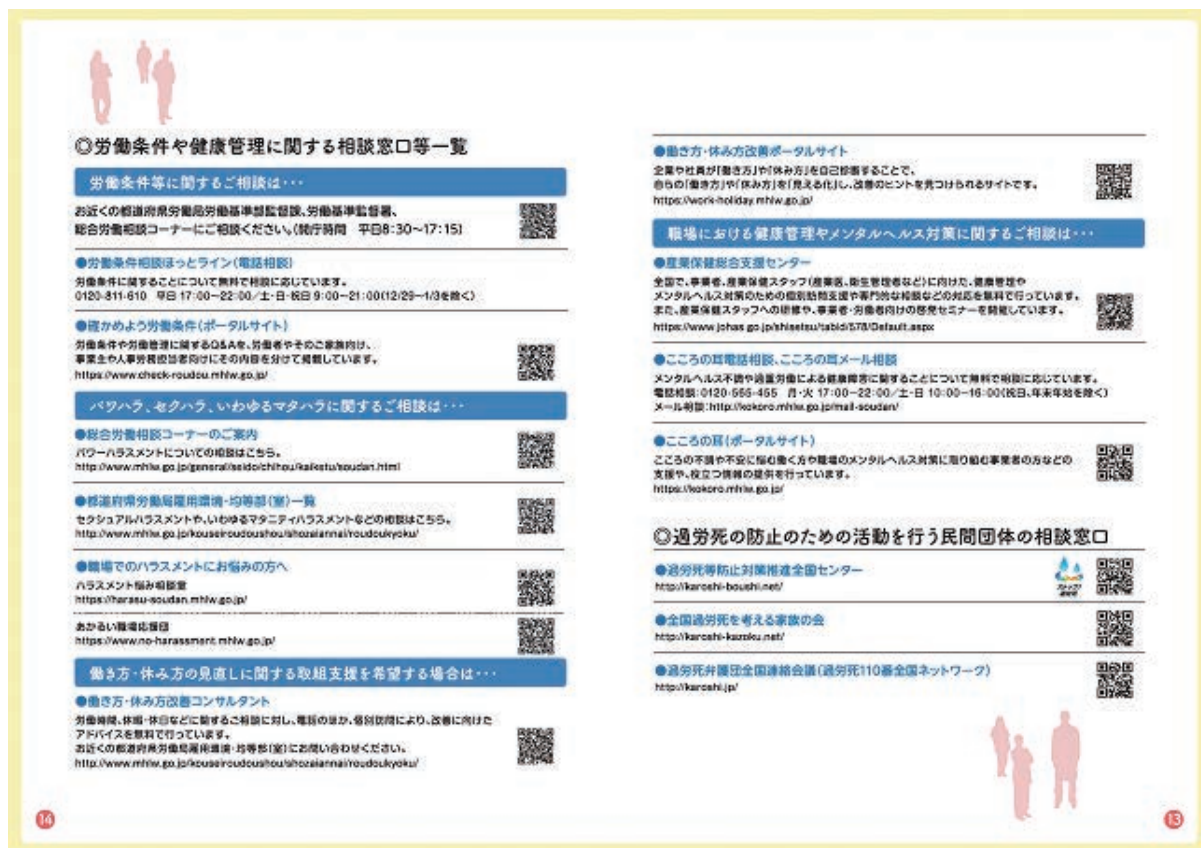 ◎労働条件や健康管理に関する相談窓口等一覧
労働条件等に関するご相談は・・・
お近くの都道府県労働局労働基準部監督課、労働基準監督署、
総合労働相談コーナーにご相談ください。(開庁時間 平日8:30~17:15)
●労働条件相談ほっとライン(電話相談)
労働条件に関することについて無料で相談に応じています。
0120-811-610 平日 17:00~22:00/土・日・祝日 9:00~21:00(12/29~1/3を除く)
●確かめよう労働条件(ポータルサイト)
労働条件や労務管理に関するQ&Aを、労働者やそのご家族向け、
事業主や人事労務担当者向けにその内容を分けて掲載しています。
https://www.check-roudou.mhlw.go.jp/
パワハラ、セクハラ、いわゆるマタハラに関するご相談は・・・
●総合労働相談コーナーのご案内
パワーハラスメントについての相談はこちら。
http://www.mhlw.go.jp/general/seido/chihou/kaiketu/soudan.html
●都道府県労働局雇用環境・均等部(室)一覧
セクシュアルハラスメントや、いわゆるマタニティハラスメントなどの相談はこちら。
http://www.mhlw.go.jp/kouseiroudoushou/shozaiannai/roudoukyoku/
●職場でのハラスメントにお悩みの方へ
ハラスメント悩み相談室
https://harasu-soudan.mhlw.go.jp/
あかるい職場応援団
https://www.no-harassment.mhlw.go.jp/
働き方・休み方の見直しに関する取組支援を希望する場合は・・・
●働き方・休み方改善コンサルタント
労働時間、休暇・休日などに関するご相談に対し、電話のほか、個別訪問により、改善に向けた
アドバイスを無料で行っています。
お近くの都道府県労働局雇用環境・均等部(室)にお問い合わせください。
http://www.mhlw.go.jp/kouseiroudoushou/shozaiannai/roudoukyoku/
14
●働き方・休み方改善ポータルサイト
企業や社員が「働き方」や「休み方」を自己診断することで、
自らの「働き方」や「休み方」を「見える化」し、改善のヒントを見つけられるサイトです。
https://work-holiday.mhlw.go.jp/
職場における健康管理やメンタルヘルス対策に関するご相談は・・・
●産業保健総合支援センター
全国で、事業者、産業保健スタッフ(産業医、衛生管理者など)に向けた、健康管理や
メンタルヘルス対策のための個別訪問支援や専門的な相談などの対応を無料で行っています。
また、産業保健スタッフへの研修や、事業者・労働者向けの啓発セミナーを開催しています。
https://www.johas.go.jp/shisetsu/tabid/578/Default.aspx
●こころの耳電話相談、こころの耳メール相談
メンタルヘルス不調や過重労働による健康障害に関することについて無料で相談に応じています。
電話相談:0120-565-455 月・火 17:00~22:00/土・日 10:00~16:00(祝日、年末年始を除く)
メール相談:http://kokoro.mhlw.go.jp/mail-soudan/
●こころの耳(ポータルサイト)
こころの不調や不安に悩む働く方や職場のメンタルヘルス対策に取り組む事業者の方などの
支援や、役立つ情報の提供を行っています。
https://kokoro.mhlw.go.jp/
◎過労死の防止のための活動を行う民間団体の相談窓口
●過労死等防止対策推進全国センター
http://karoshi-boushi.net/
●全国過労死を考える家族の会
http://karoshi-kazoku.net/
●過労死弁護団全国連絡会議(過労死110番全国ネットワーク)
http://karoshi.jp/
13